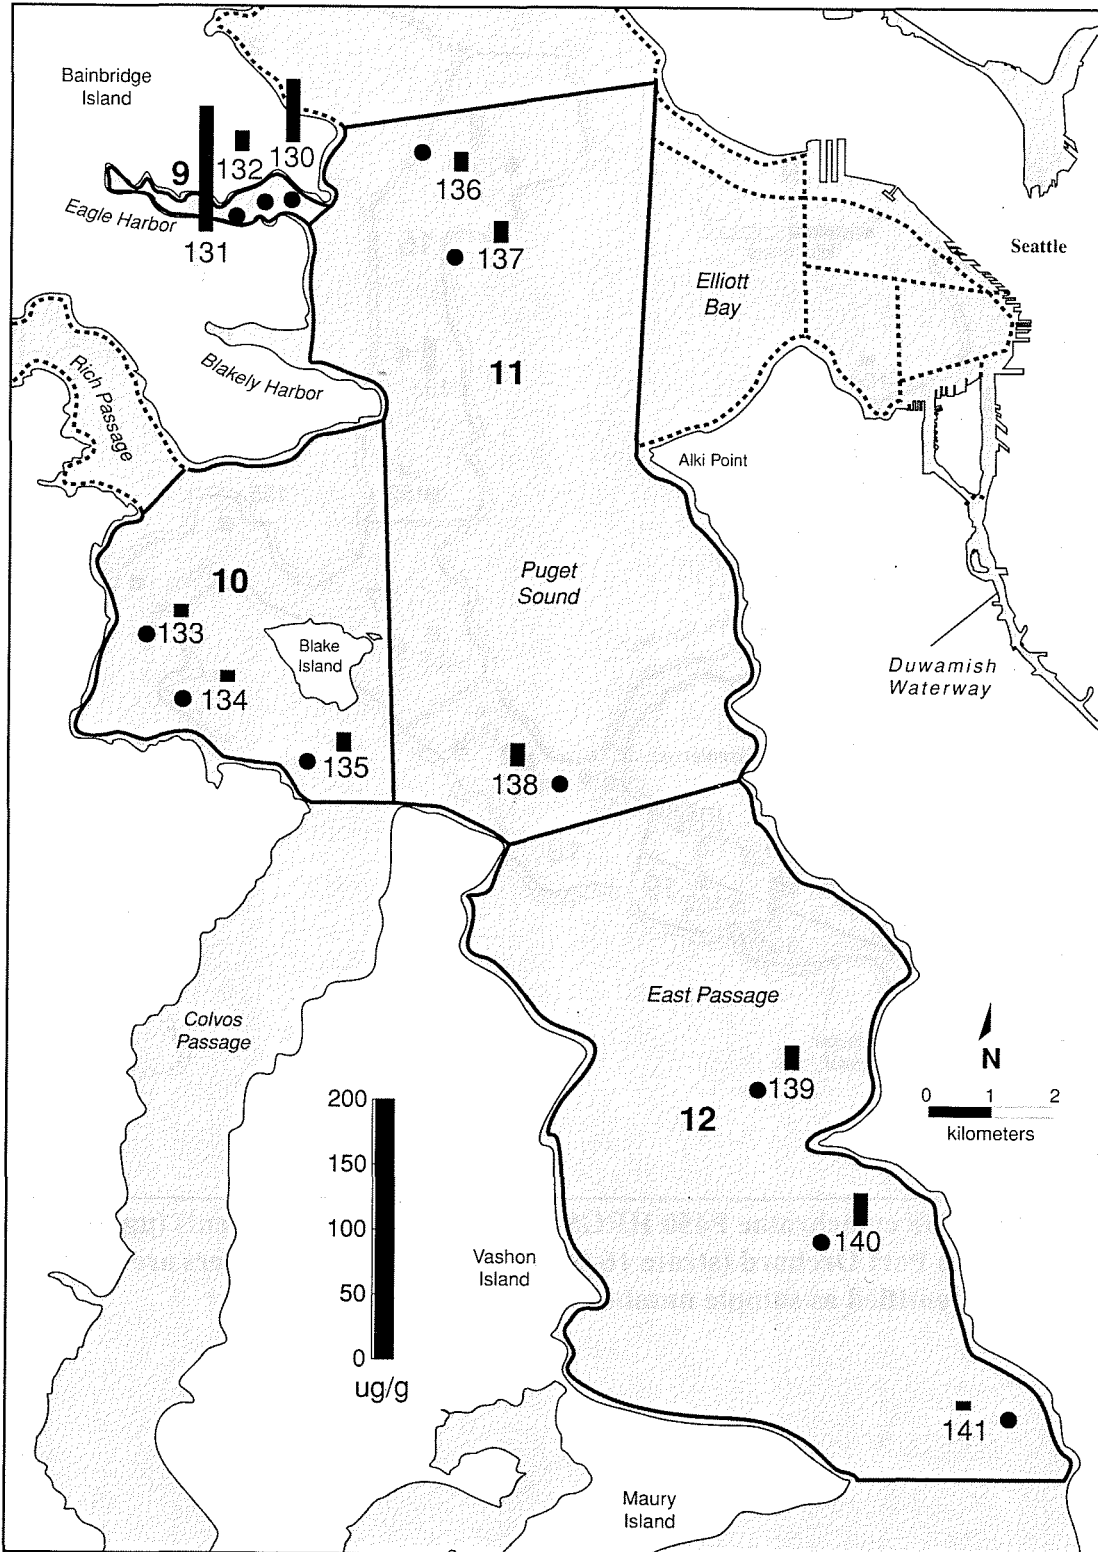 Bainbridge
Island
9
132
130
Eagle Harbor
131
136
137
Seattle
Elliott
Bay
Rich Passage
Blakely Harbor
11
Alki Point
10
Puget
Sound
133
Blake
Island
134
Duwamish
Waterway
135
138
East Passage
Colvos
Passage
N
139
0 1 2
kilometers
12
200
150
100
50
0
ug/g
140
Vashon
Island
141
Maury
Island